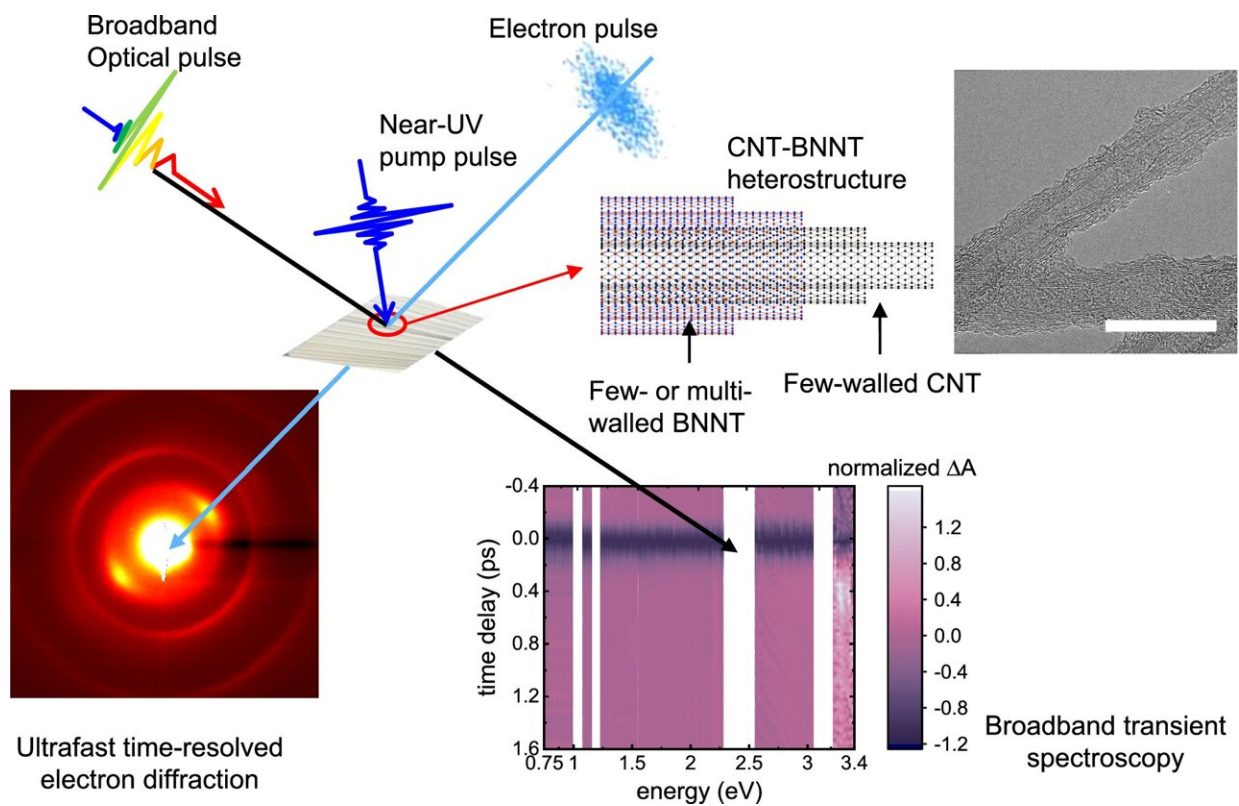 Broadband
Optical pulse
Electron pulse
Near-UV
pump pulse
CNT-BNNT
heterostructure
Few- or multi-
walled BNNT
Few-walled CNT
normalized ΔA
-0.4
0.0
0.4
0.8
1.2
1.6
time delay (ps)
0.75 1 1.5 2 2.5 3 3.4
energy (eV)
1.2
0.8
0.4
0.0
-0.4
-0.8
-1.2
Ultrafast time-resolved
electron diffraction
Broadband transient
spectroscopy